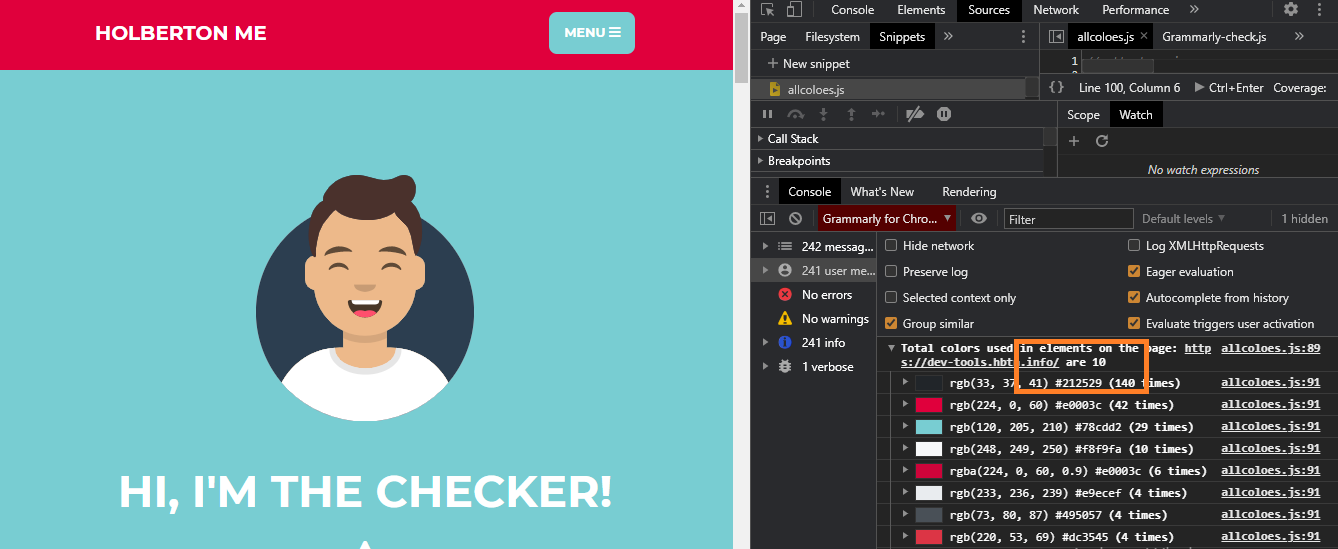 HOLBERTON ME
MENU
HI, I'M THE CHECKER!
Console Elements Sources Network Performance »
Page Filesystem Snippets »
allcoloes.js × Grammarly-check.js »
+ New snippet
1
allcoloes.js
{} Line 100, Column 6 Ctrl+Enter Coverage:
Scope Watch
Call Stack
Breakpoints
No watch expressions
Console What's New Rendering
Grammarly for Chro... Filter Default levels 1 hidden
242 messag...
241 user me...
No errors
No warnings
241 info
1 verbose
Hide network Log XMLHttpRequests
Preserve log Eager evaluation
Selected context only Autocomplete from history
Group similar Evaluate triggers user activation
Total colors used in elements on the page: http allcoloes.js:89
s://dev-tools.hbtn.info/ are 10
rgb(33, 37, 41) #212529 (140 times) allcoloes.js:91
rgb(224, 0, 60) #e0003c (42 times) allcoloes.js:91
rgb(120, 205, 210) #78cdd2 (29 times) allcoloes.js:91
rgb(248, 249, 250) #f8f9fa (10 times) allcoloes.js:91
rgba(224, 0, 60, 0.9) #e0003c (6 times) allcoloes.js:91
rgb(233, 236, 239) #e9ecef (4 times) allcoloes.js:91
rgb(73, 80, 87) #495057 (4 times) allcoloes.js:91
rgb(220, 53, 69) #dc3545 (4 times) allcoloes.js:91